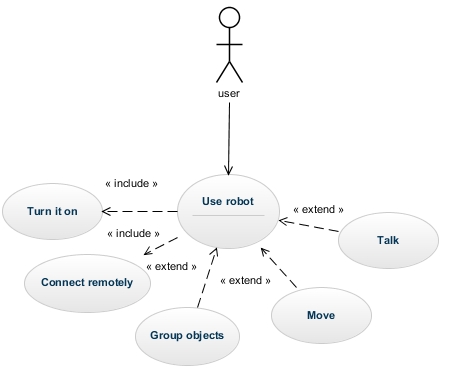 user
« include »
Use robot
« extend »
Turn it on
« include »
Talk
« extend »
Connect remotely
« extend »
Move
Group objects